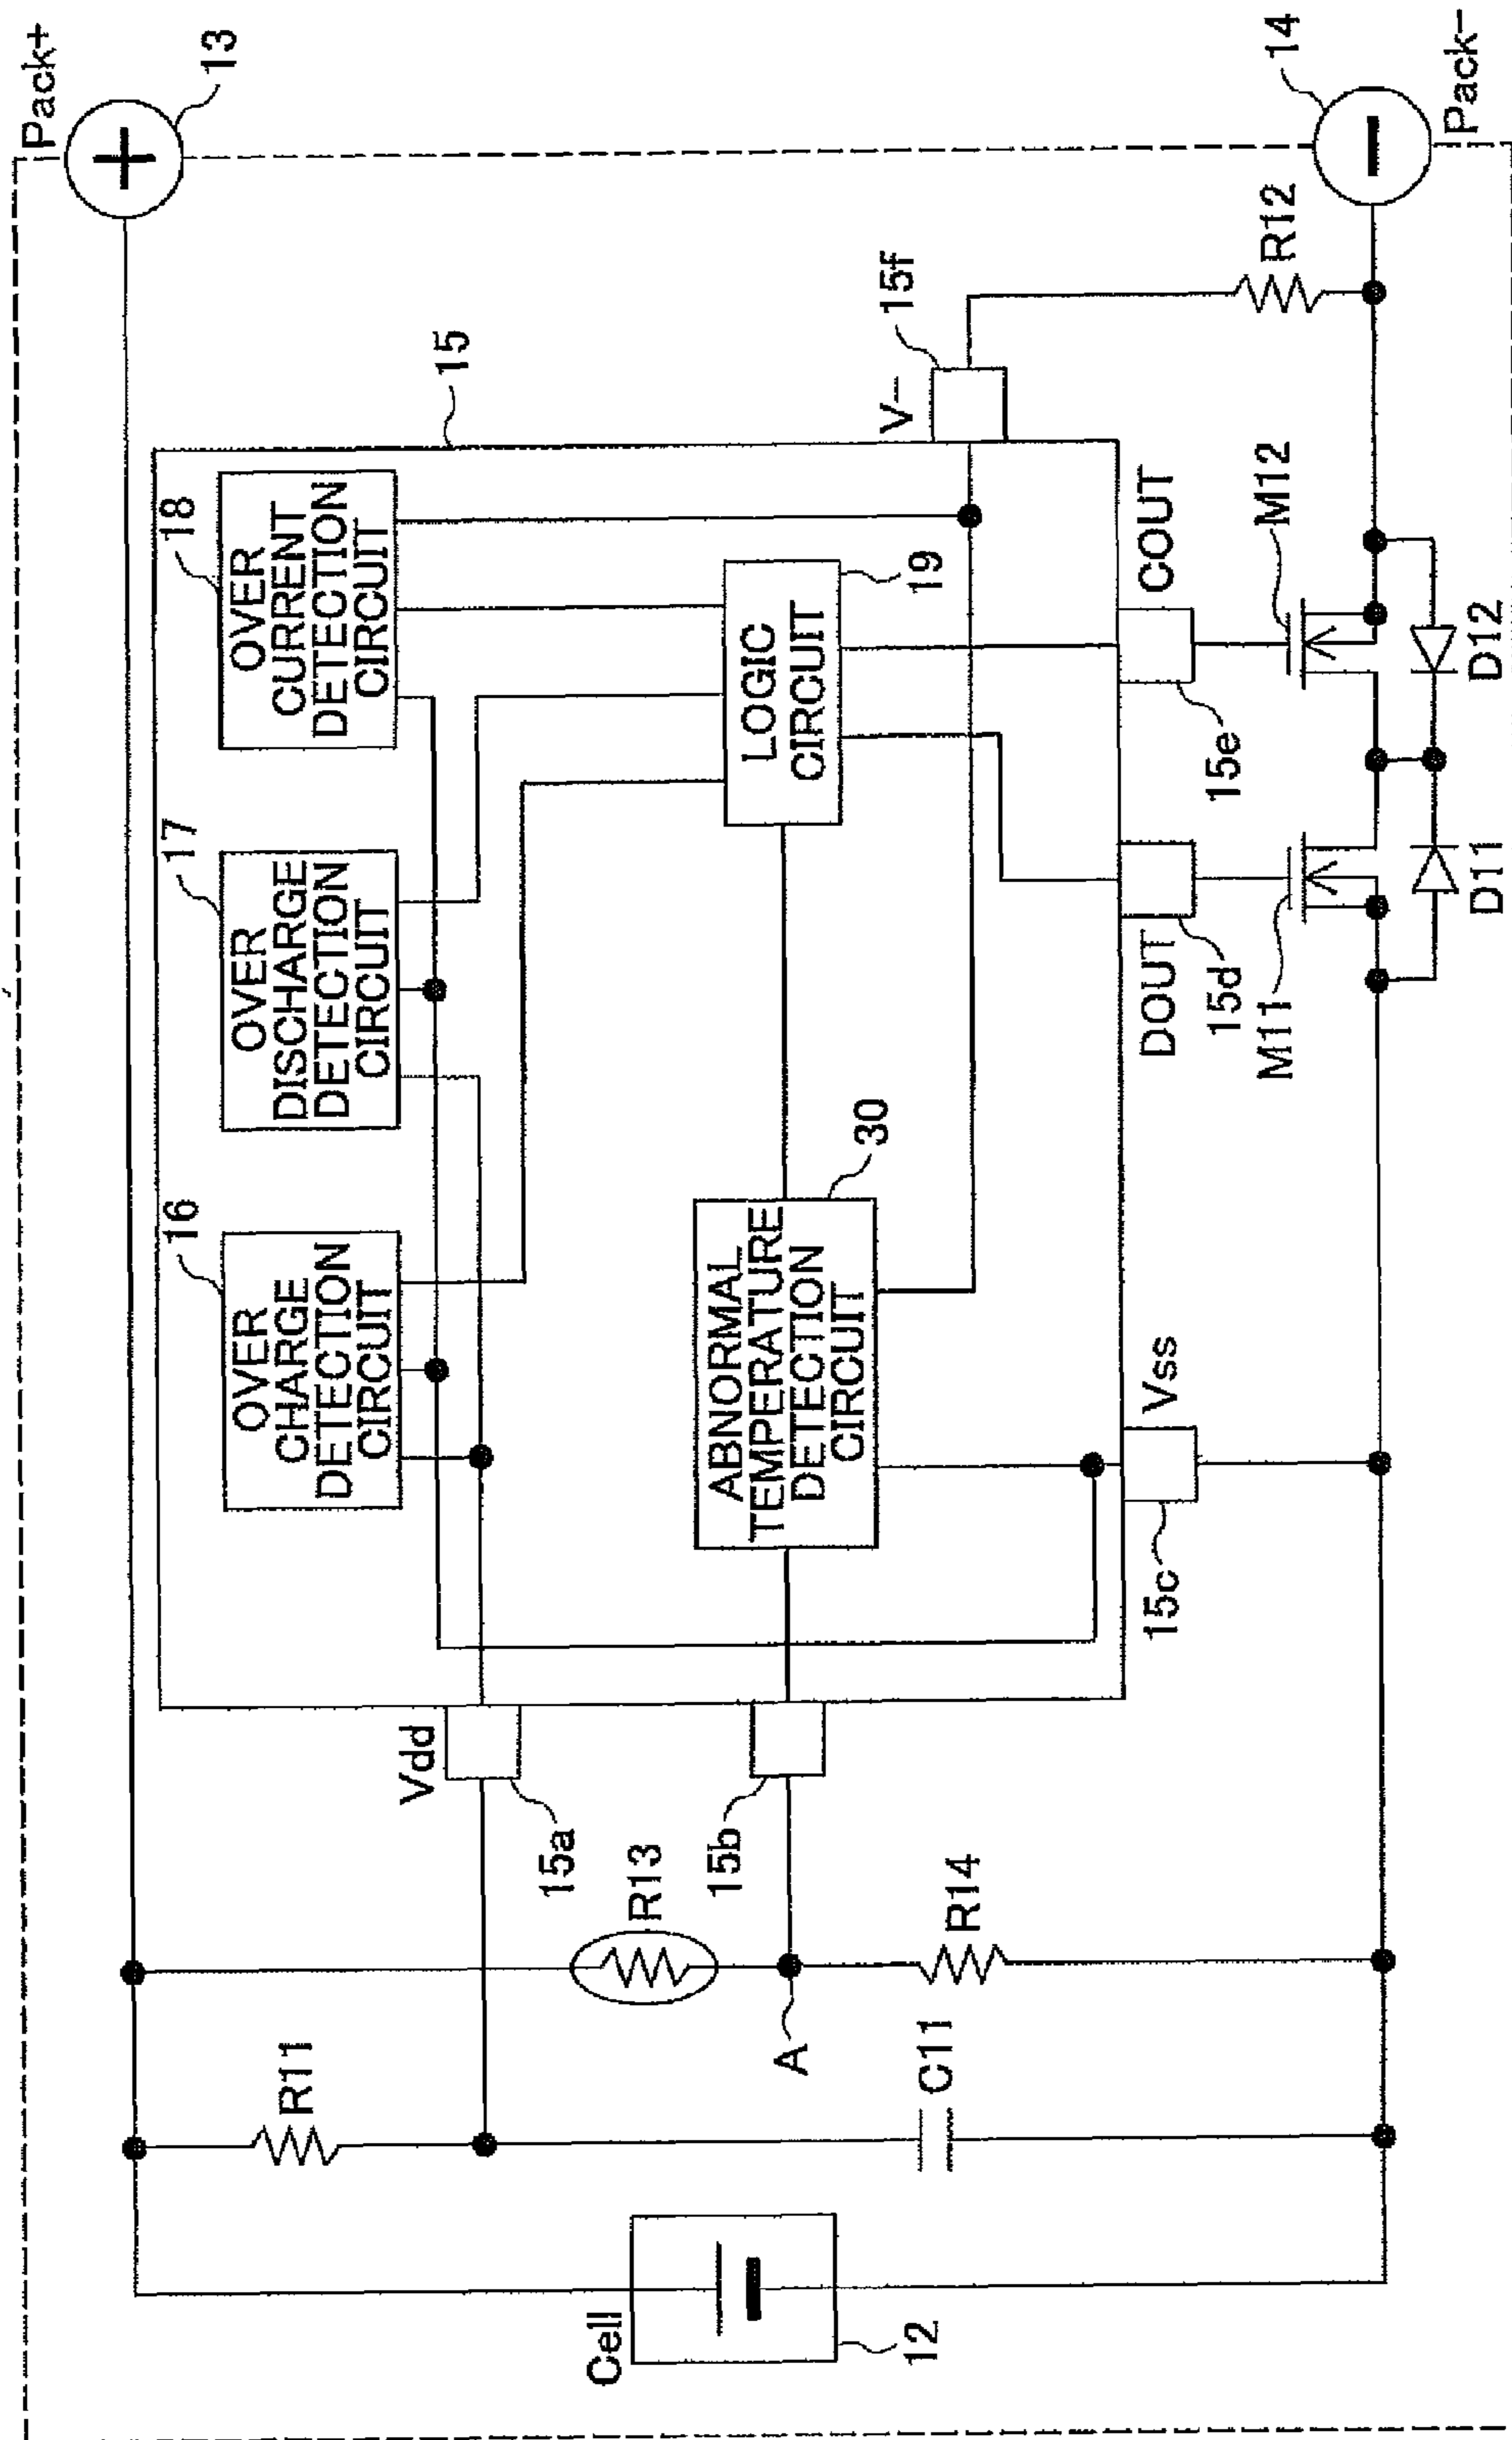 Pack+
13
15
18
OVER
CURRENT
DETECTION
CIRCUIT
17
OVER
DISCHARGE
DETECTION
CIRCUIT
16
OVER
CHARGE
DETECTION
CIRCUIT
R11
Vdd
15a
R13
LOGIC
CIRCUIT
19
V−
15f
ABNORMAL
TEMPERATURE
DETECTION
CIRCUIT
30
Cell
12
A
15b
C11
R14
15c
Vss
DOUT
15d
COUT
15e
M11
M12
R12
14
D11
D12
Pack−